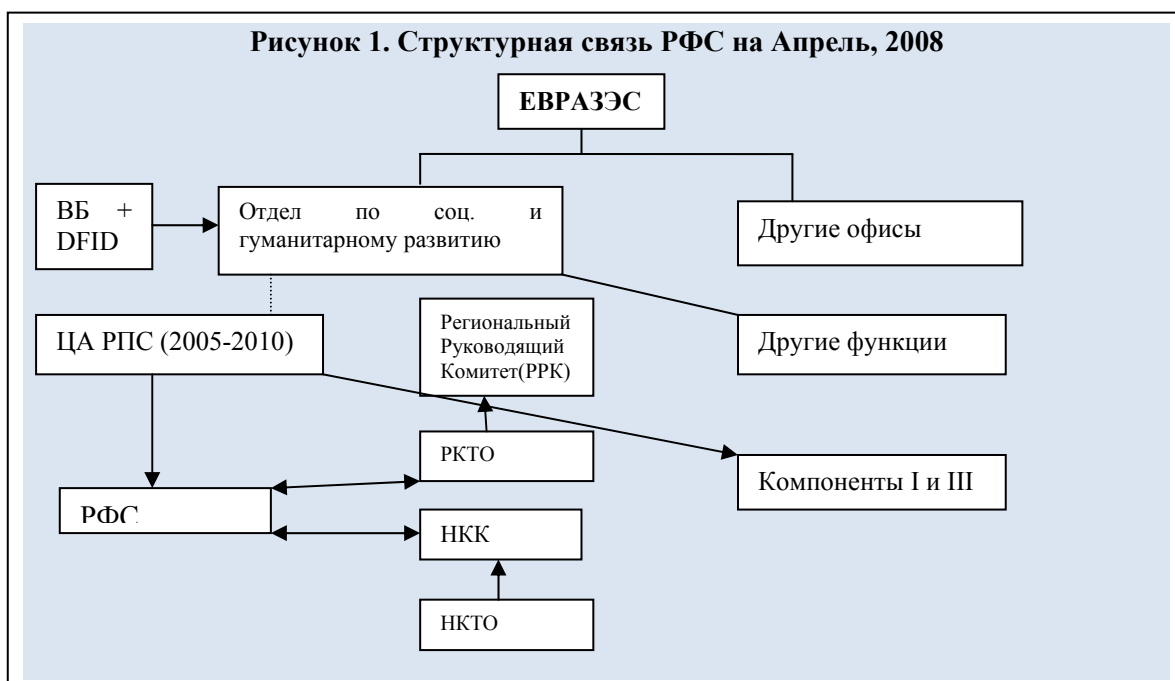 Рисунок 1. Структурная связь РФС на Апрель, 2008
ЕВРАЗЭС
ВБ +
DFID
Отдел по соц. и
гуманитарному развитию
Другие офисы
ЦА РПС (2005-2010)
Региональный
Руководящий
Комитет(РРК)
Другие функции
РКТО
Компоненты I и III
РФС
НКК
НКТО